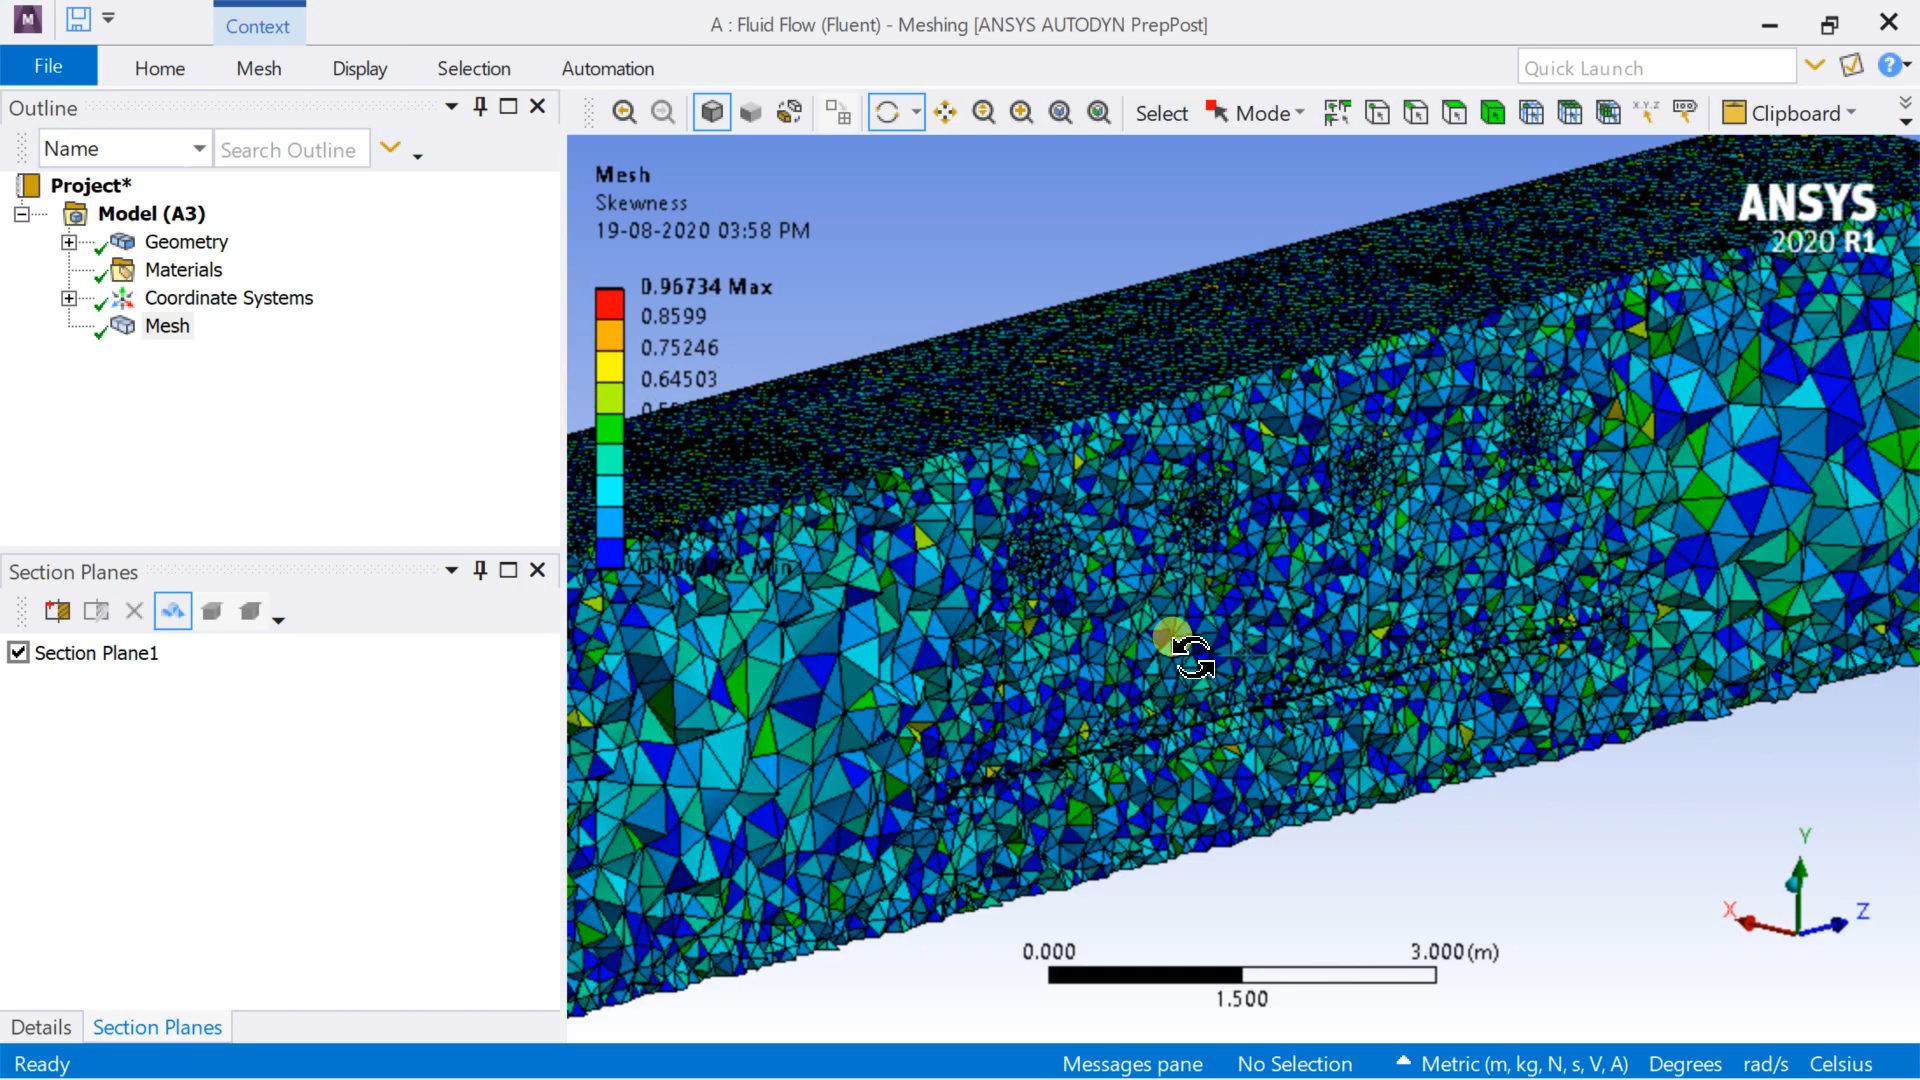 M
Context
A : Fluid Flow (Fluent) - Meshing [ANSYS AUTODYN PrepPost]
File
Home
Mesh
Display
Selection
Automation
Quick Launch
Outline
Select
Mode
Clipboard
Name
Search Outline
Project*
Model (A3)
Geometry
Materials
Coordinate Systems
Mesh
Mesh
Skewness
19-08-2020 03:58 PM
0.96734 Max
0.8599
0.75246
0.64503
Min
ANSYS
2020 R1
Section Planes
Section Plane1
Y
X
Z
0.000
3.000(m)
1.500
Details
Section Planes
Ready
Messages pane
No Selection
Metric (m, kg, N, s, V, A)
Degrees
rad/s
Celsius